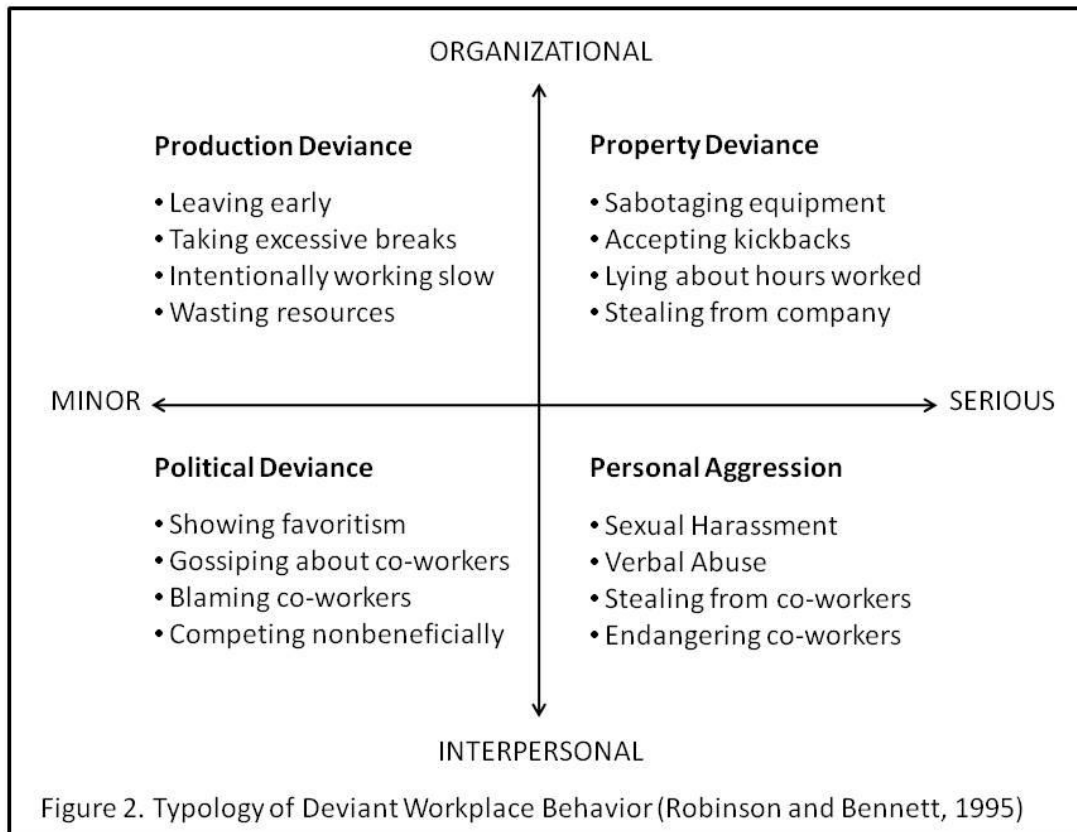 ORGANIZATIONAL
Production Deviance
• Leaving early
• Taking excessive breaks
• Intentionally working slow
• Wasting resources
Property Deviance
• Sabotaging equipment
• Accepting kickbacks
• Lying about hours worked
• Stealing from company
MINOR
SERIOUS
Political Deviance
• Showing favoritism
• Gossiping about co-workers
• Blaming co-workers
• Competing nonbeneficially
Personal Aggression
• Sexual Harassment
• Verbal Abuse
• Stealing from co-workers
• Endangering co-workers
INTERPERSONAL
Figure 2. Typology of Deviant Workplace Behavior (Robinson and Bennett, 1995)